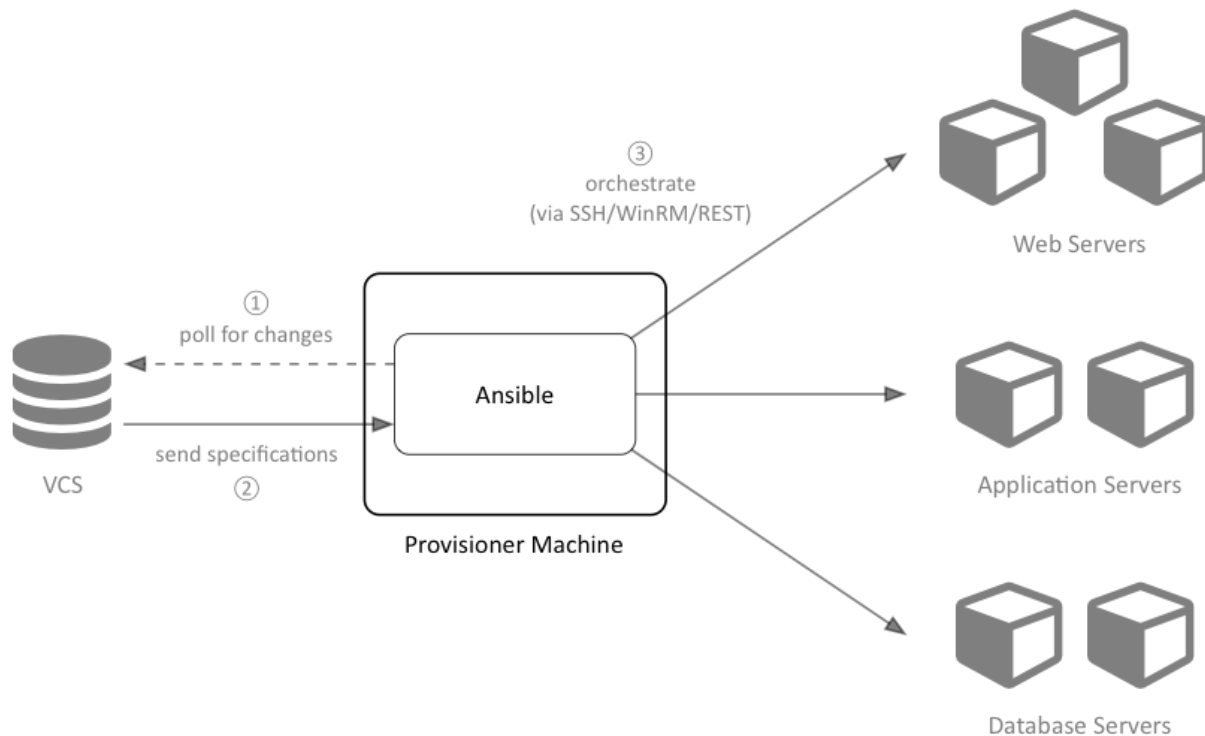 ③
orchestrate
(via SSH/WinRM/REST)
Web Servers
①
poll for changes
Ansible
send specifications
②
VCS
Provisioner Machine
Application Servers
Database Servers